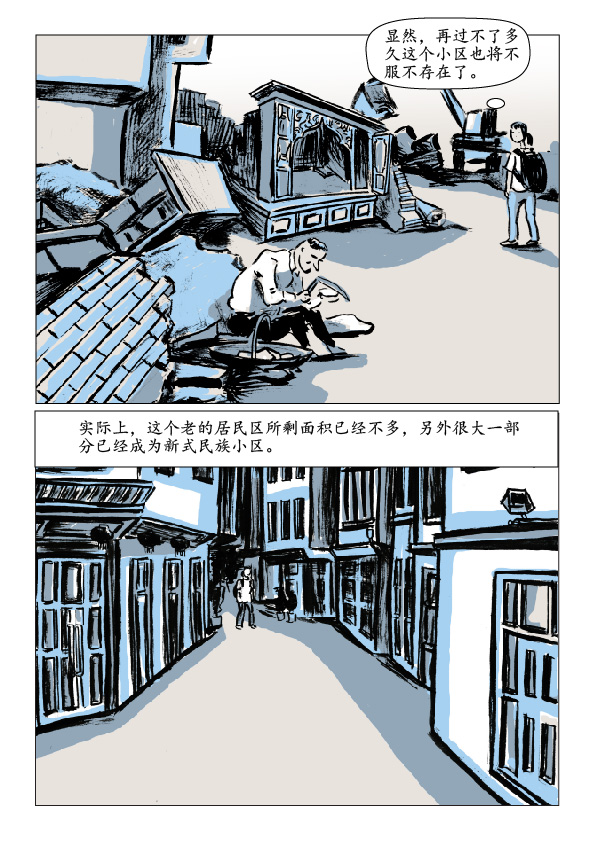 显然，再过不了多
久这个小区也将不
服不存在了。
实际上，这个老的居民区所剩面积已经不多，另外很大一部
分已经成为新式民族小区。